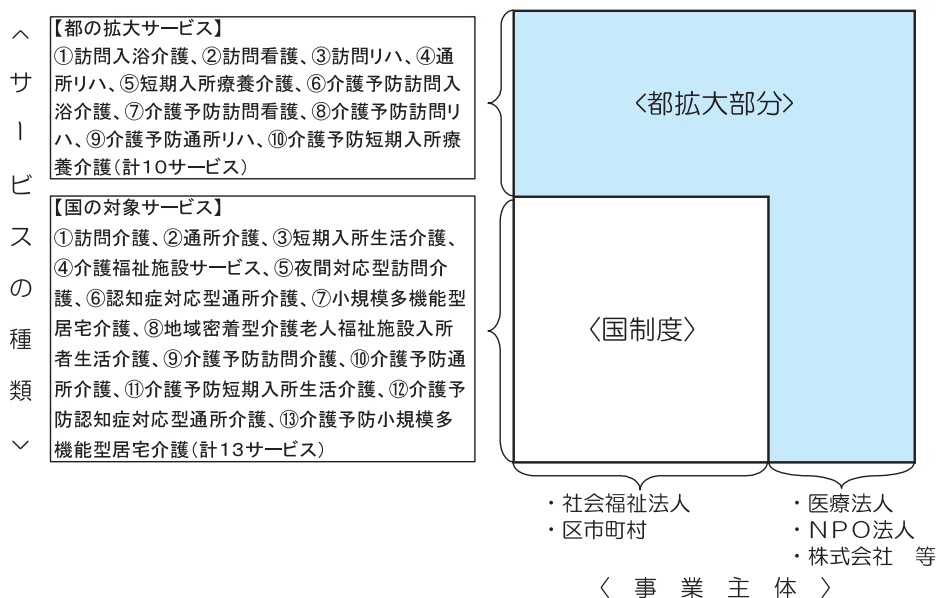 〈サービスの種類〉
【都の拡大サービス】
①訪問入浴介護、②訪問看護、③訪問リハ、④通
所リハ、⑤短期入所療養介護、⑥介護予防訪問入
浴介護、⑦介護予防訪問看護、⑧介護予防訪問リ
ハ、⑨介護予防通所リハ、⑩介護予防短期入所療
養介護(計10サービス)
【国の対象サービス】
①訪問介護、②通所介護、③短期入所生活介護、
④介護福祉施設サービス、⑤夜間対応型訪問介
護、⑥認知症対応型通所介護、⑦小規模多機能型
居宅介護、⑧地域密着型介護老人福祉施設入所
者生活介護、⑨介護予防訪問介護、⑩介護予防通
所介護、⑪介護予防短期入所生活介護、⑫介護予
防認知症対応型通所介護、⑬介護予防小規模多
機能型居宅介護(計13サービス)
〈都拡大部分〉
〈国制度〉
・社会福祉法人
・区市町村
・医療法人
・ＮＰＯ法人
・株式会社　等
〈 事 業 主 体 〉